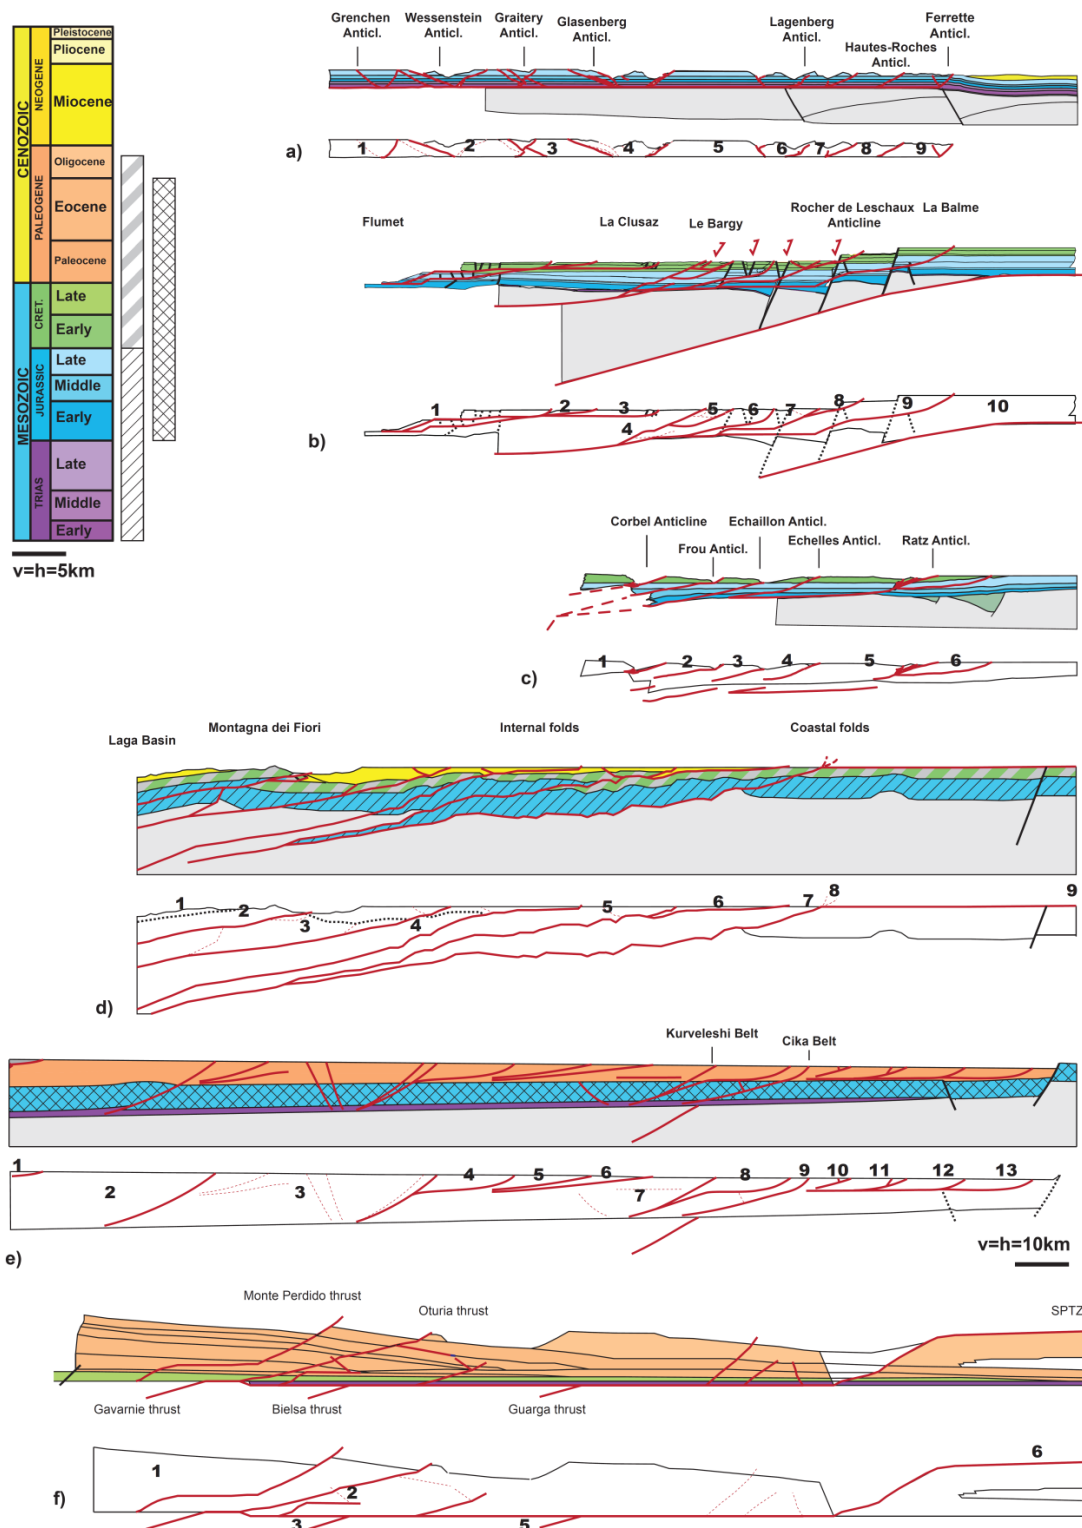 CENOZOIC
MESOZOIC
NEOGENE
PALEOGENE
CRET.
JURASSIC
TRIAS
Pleistocene
Pliocene
Miocene
Oligocene
Eocene
Paleocene
Late
Early
Late
Middle
Early
Late
Middle
Early
v=h=5km
Grenchen
Anticl.
Wessenstein
Anticl.
Graitery
Anticl.
Glasenberg
Anticl.
Lagenberg
Anticl.
Hautes-Roches
Anticl.
Ferrette
Anticl.
a)
1 2 3 4 5 6 7 8 9
Flumet
La Clusaz
Le Bargy
Rocher de Leschaux
Anticline
La Balme
b)
1 2 3 4 5 6 7 8 9 10
Corbel Anticline
Frou Anticl.
Echaillon Anticl.
Echelles Anticl.
Ratz Anticl.
c)
1 2 3 4 5 6
Laga Basin
Montagna dei Fiori
Internal folds
Coastal folds
1 2 3 4 5 6 7 8 9
d)
Kurveleshi Belt
Cika Belt
1 2 3 4 5 6 7 8 9 10 11 12 13
e)
v=h=10km
Monte Perdido thrust
Oturia thrust
SPTZ
Gavarnie thrust
Bielsa thrust
Guarga thrust
f)
1 2 3 5 6